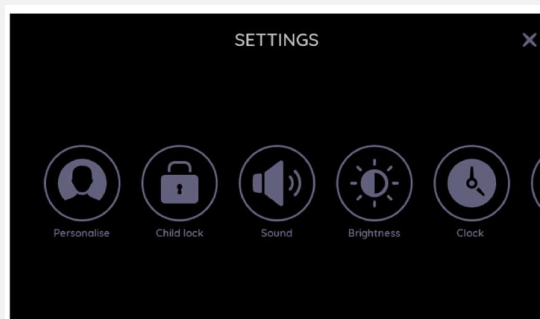 SETTINGS
Personalise
Child lock
Sound
Brightness
Clock